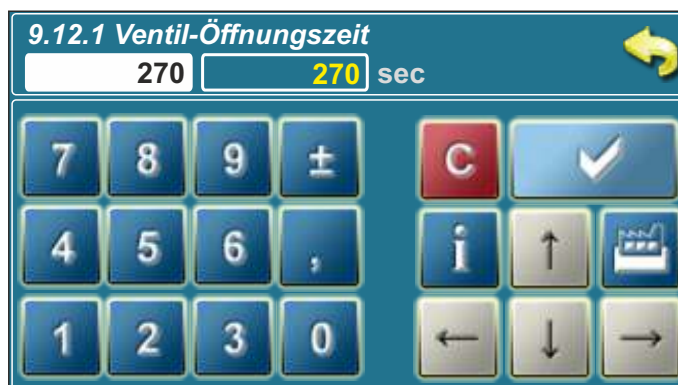 9.12.1 Ventil-Öffnungszeit
270 270 sec
7 8 9 ± C
4 5 6 , i ↑
1 2 3 0 ← ↓ →